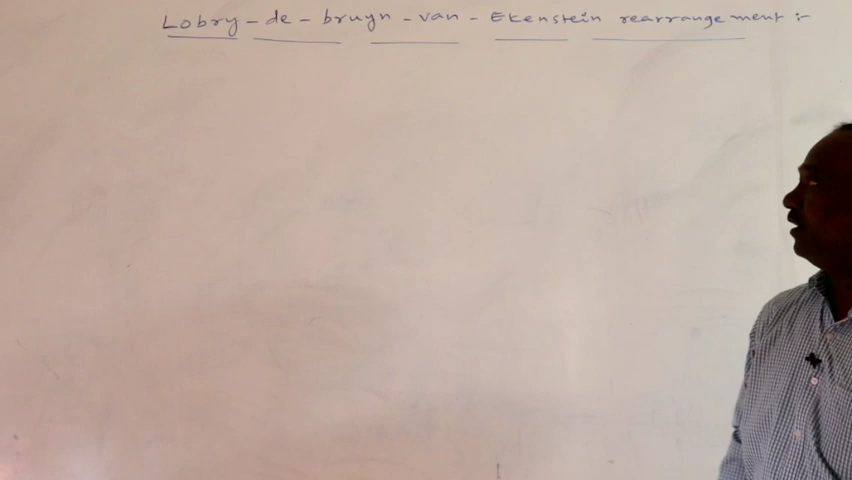 Lobry - de - bruyn - van - Ekenstein rearrangement :-